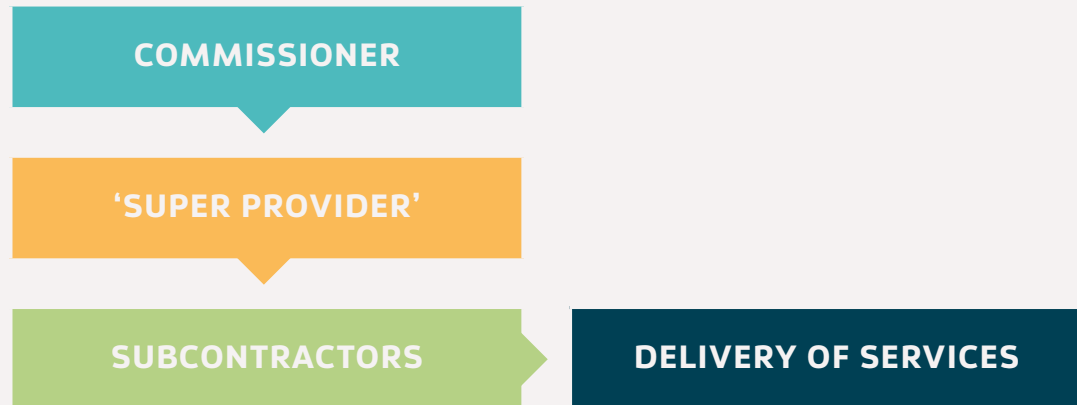 COMMISSIONER
‘SUPER PROVIDER’
SUBCONTRACTORS
DELIVERY OF SERVICES